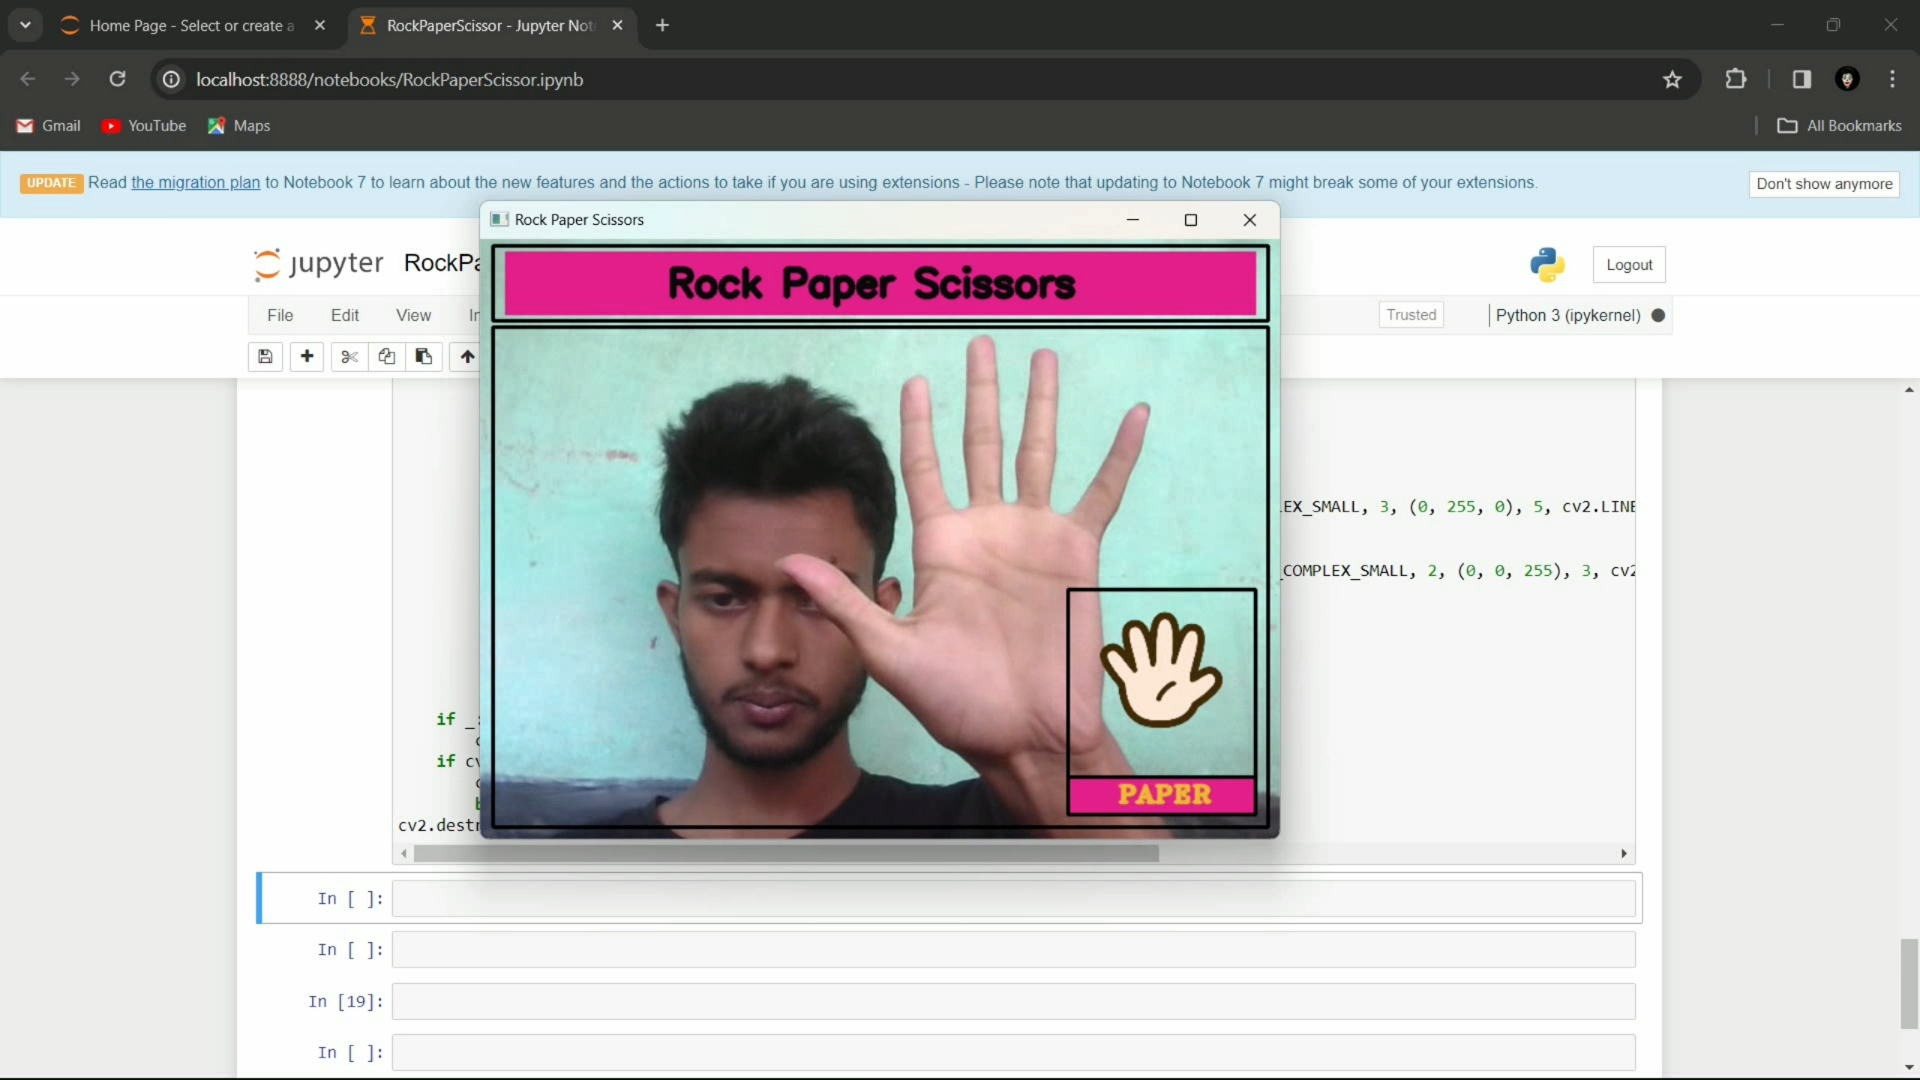 Home Page - Select or create a
RockPaperScissor - Jupyter Not
localhost:8888/notebooks/RockPaperScissor.ipynb
Gmail YouTube Maps All Bookmarks
UPDATE Read the migration plan to Notebook 7 to learn about the new features and the actions to take if you are using extensions - Please note that updating to Notebook 7 might break some of your extensions. Don't show anymore
Rock Paper Scissors
jupyter RockPa Logout
Rock Paper Scissors
File Edit View In Trusted Python 3 (ipykernel)
EX_SMALL, 3, (0, 255, 0), 5, cv2.LINE
COMPLEX_SMALL, 2, (0, 0, 255), 3, cv2
if _:
c
if cv
c
b
PAPER
cv2.destr
In [ ]:
In [ ]:
In [19]:
In [ ]: